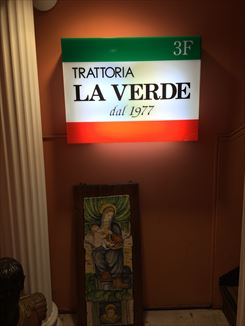 3F
TRATTORIA
LA VERDE
dal 1977